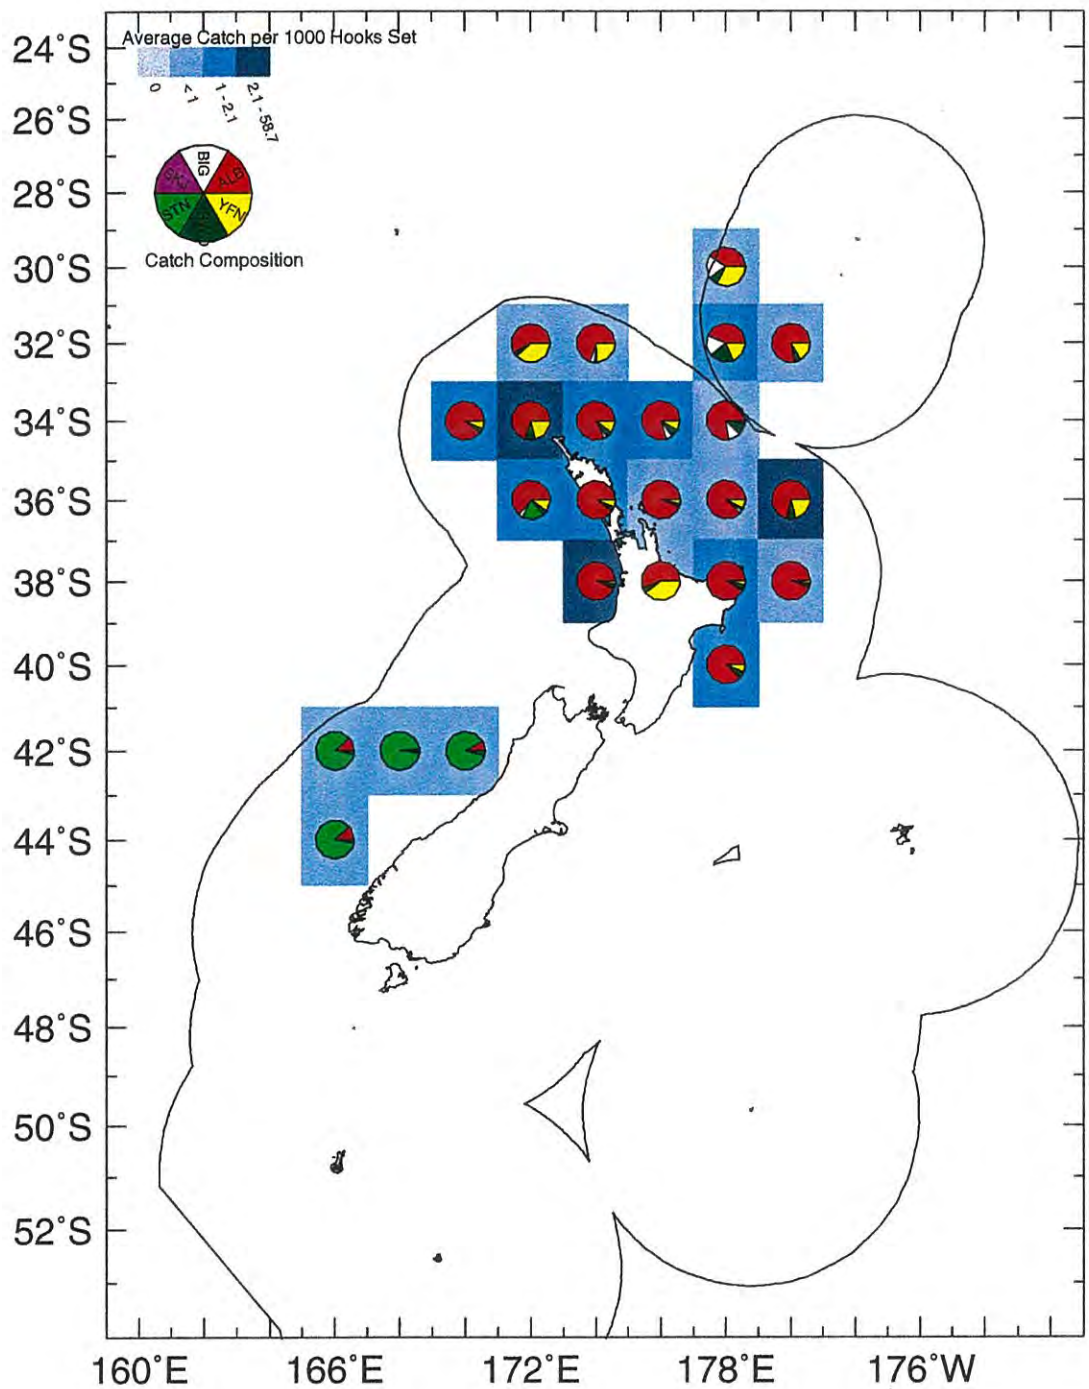 Average Catch per 1000 Hooks Set
0
<1
1 - 2.1
2.1 - 58.7
BIG
ALB
YFN
STN
SKJ
Catch Composition
24°S
26°S
28°S
30°S
32°S
34°S
36°S
38°S
40°S
42°S
44°S
46°S
48°S
50°S
52°S
160°E
166°E
172°E
178°E
176°W